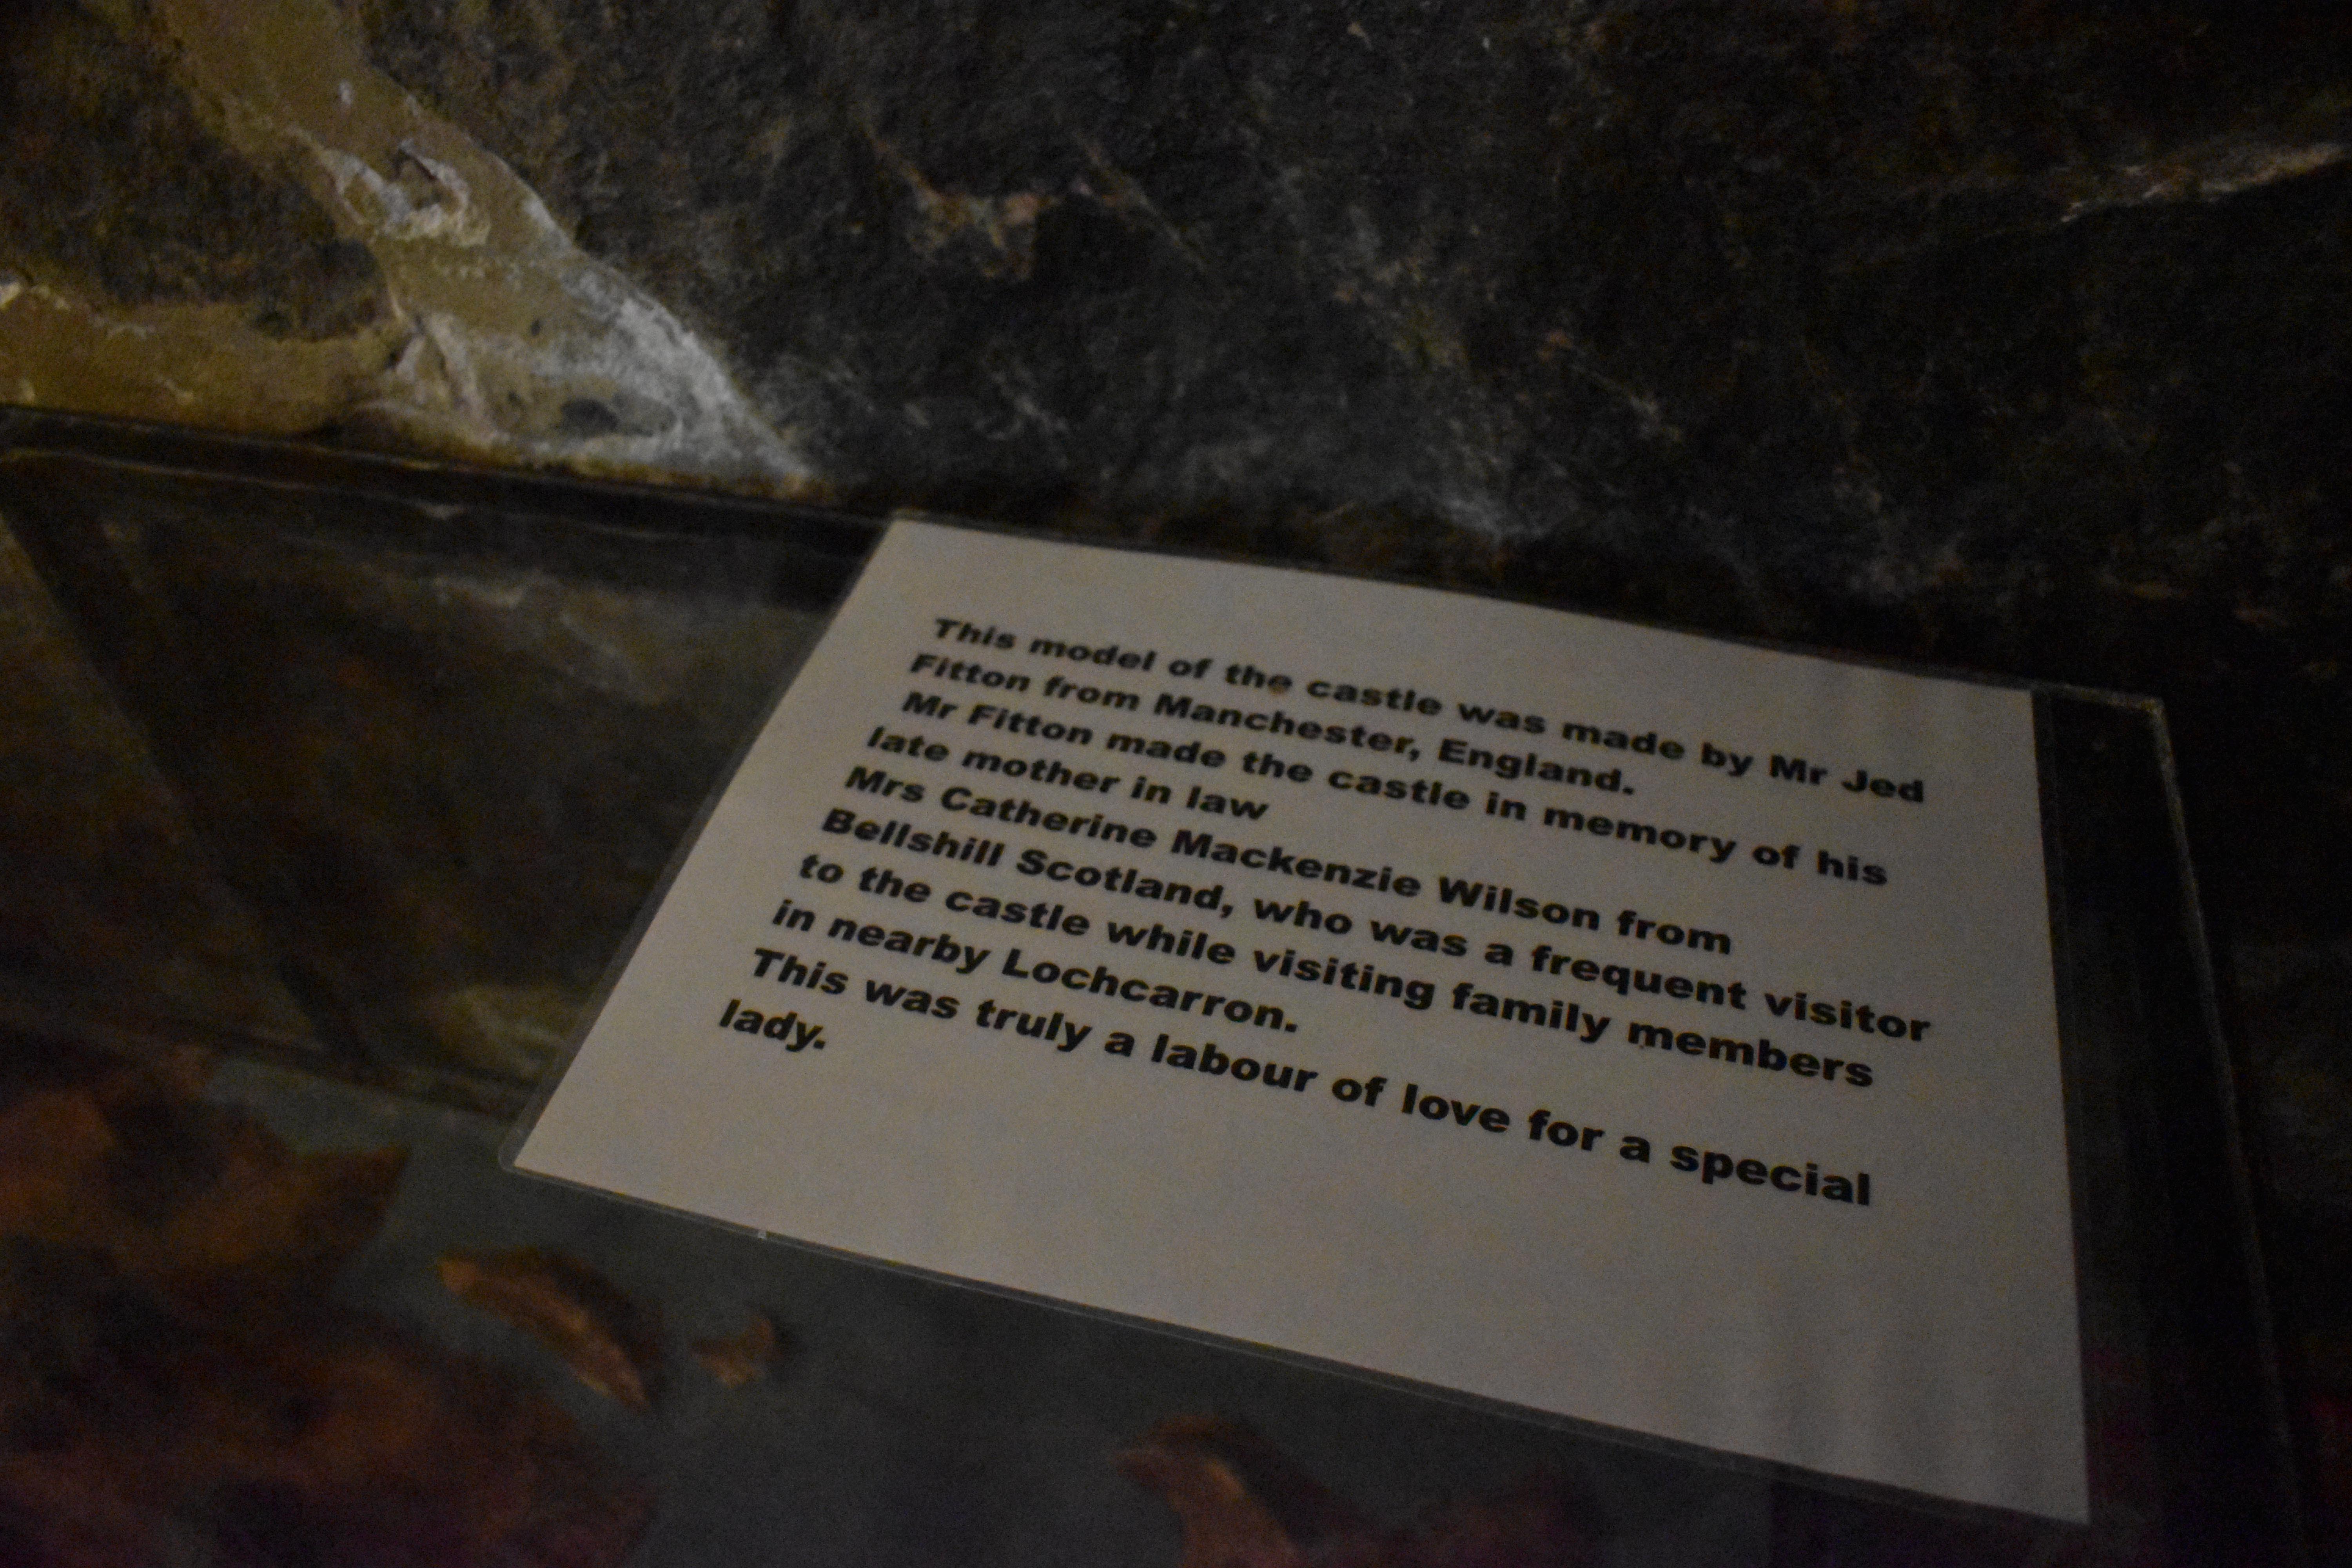 This model of the castle was made by Mr Jed
Fitton from Manchester, England.
Mr Fitton made the castle in memory of his
late mother in law
Mrs Catherine Mackenzie Wilson from
Bellshill Scotland, who was a frequent visitor
to the castle while visiting family members
in nearby Lochcarron.
This was truly a labour of love for a special
lady.